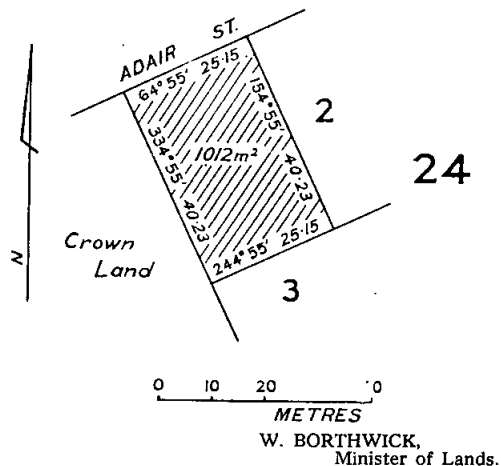 ADAIR ST.
64° 55' 25·15
154° 55' 40·23
334° 55' 40·23
1012m²
2
24
N
Crown
Land
244° 55' 25·15
3
0 10 20 0
METRES
W. BORTHWICK,
Minister of Lands.